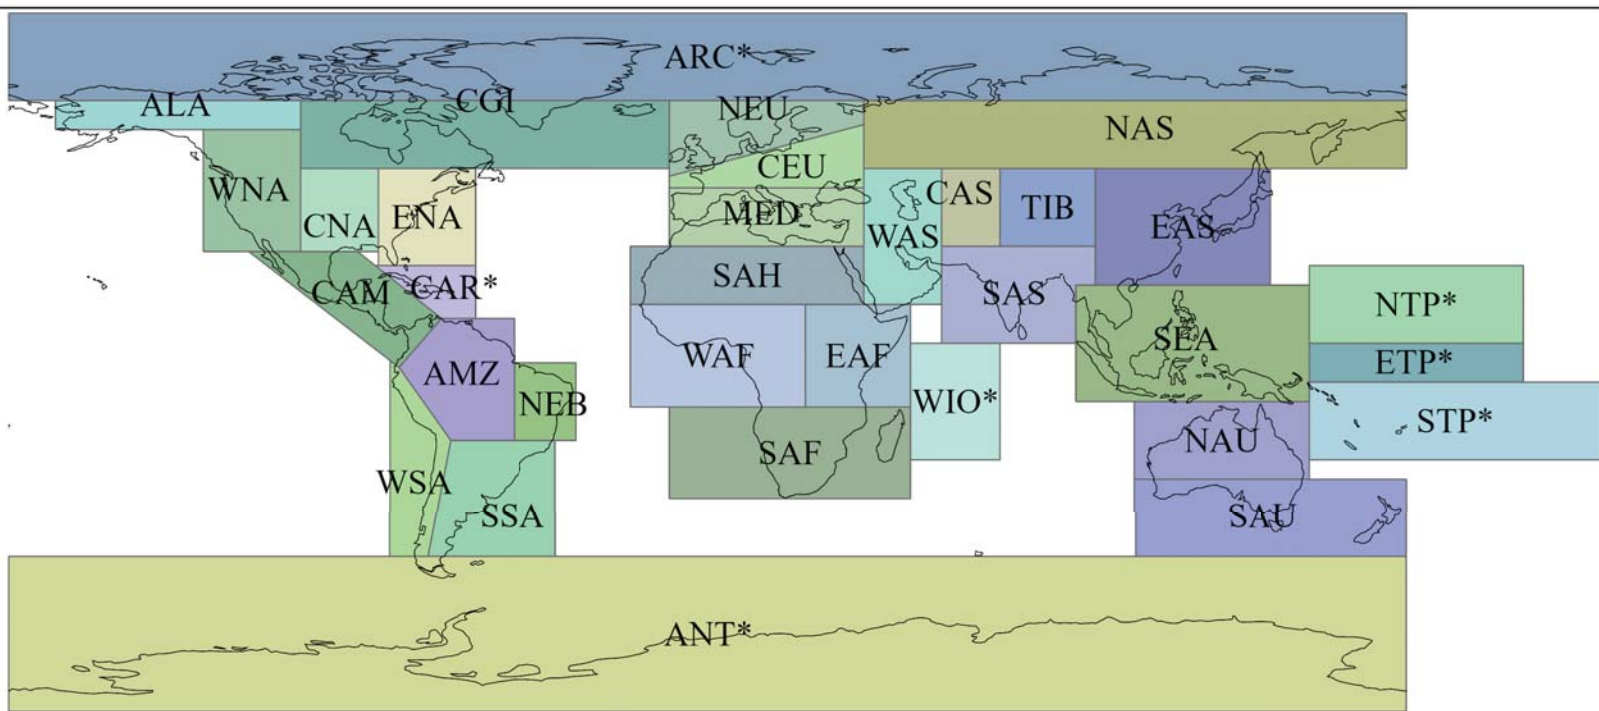 ARC*
ALA
CGI
NEU
NAS
CEU
WNA
CNA
ENA
MED
WAS
CAS
TIB
EAS
CAM
CAR*
SAH
SAS
NTP*
SEA
WAF
EAF
ETP*
AMZ
NEB
WIO*
STP*
NAU
SAF
WSA
SSA
SAU
ANT*